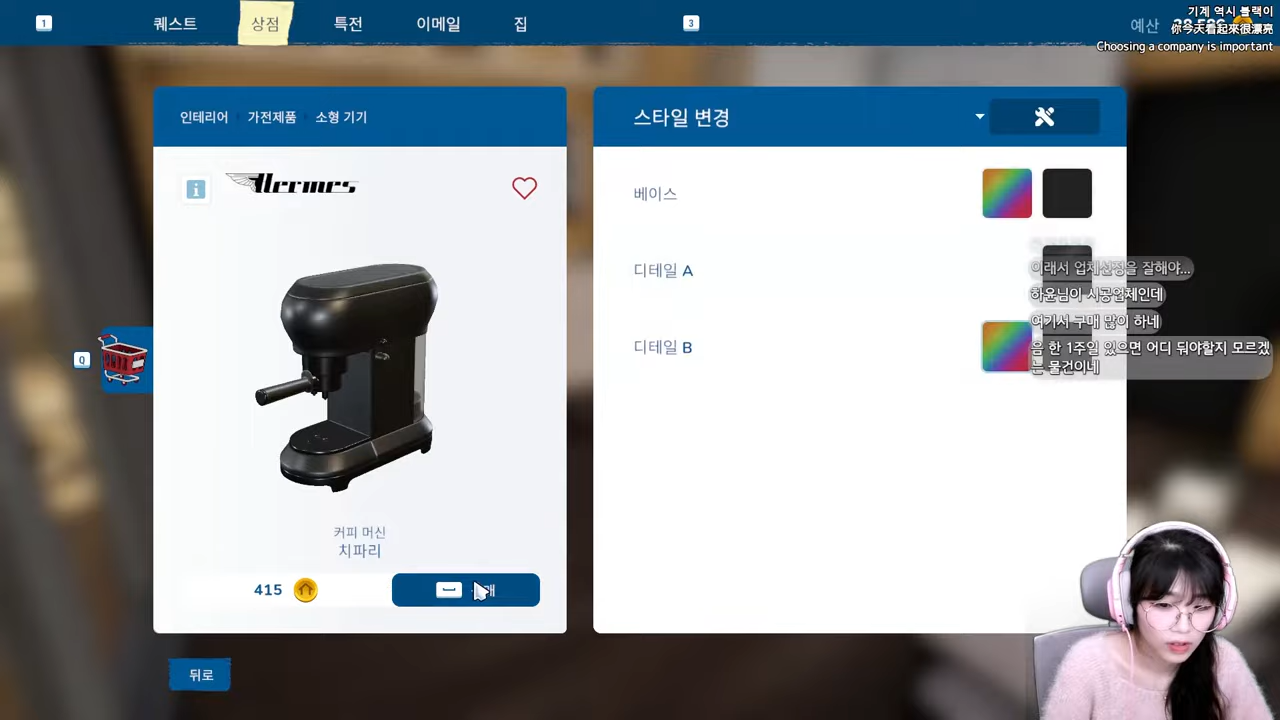 1
퀘스트
상점
특전
이메일
집
3
예산
기계 역시 블랙이
你今天看起來很漂亮
Choosing a company is important
인테리어 가전제품 소형 기기
Hermes
커피 머신
치파리
415
Q
뒤로
스타일 변경
베이스
디테일 A
디테일 B
이래서 업체선정을 잘해야...
하윤님이 시공업체인데
여기서 구매 많이 하네
음 한 1주일 있으면 어디 둬야할지 모르겠
는 물건이네